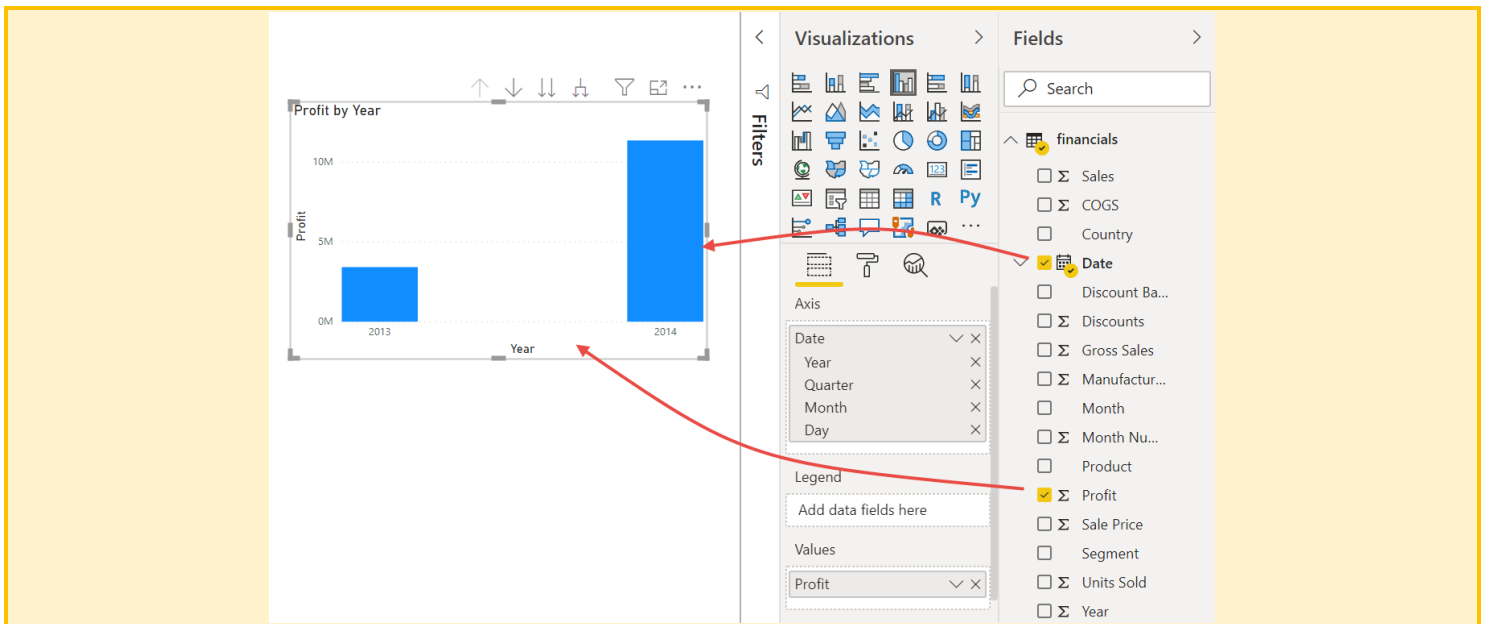 Profit by Year
10M
5M
0M
Profit
2013
2014
Year
Filters
Visualizations
123
R
Py
Axis
Date
Year
Quarter
Month
Day
Legend
Add data fields here
Values
Profit
Fields
Search
financials
Σ Sales
Σ COGS
Country
Date
Discount Ba...
Σ Discounts
Σ Gross Sales
Σ Manufactur...
Month
Σ Month Nu...
Product
Σ Profit
Σ Sale Price
Segment
Σ Units Sold
Σ Year